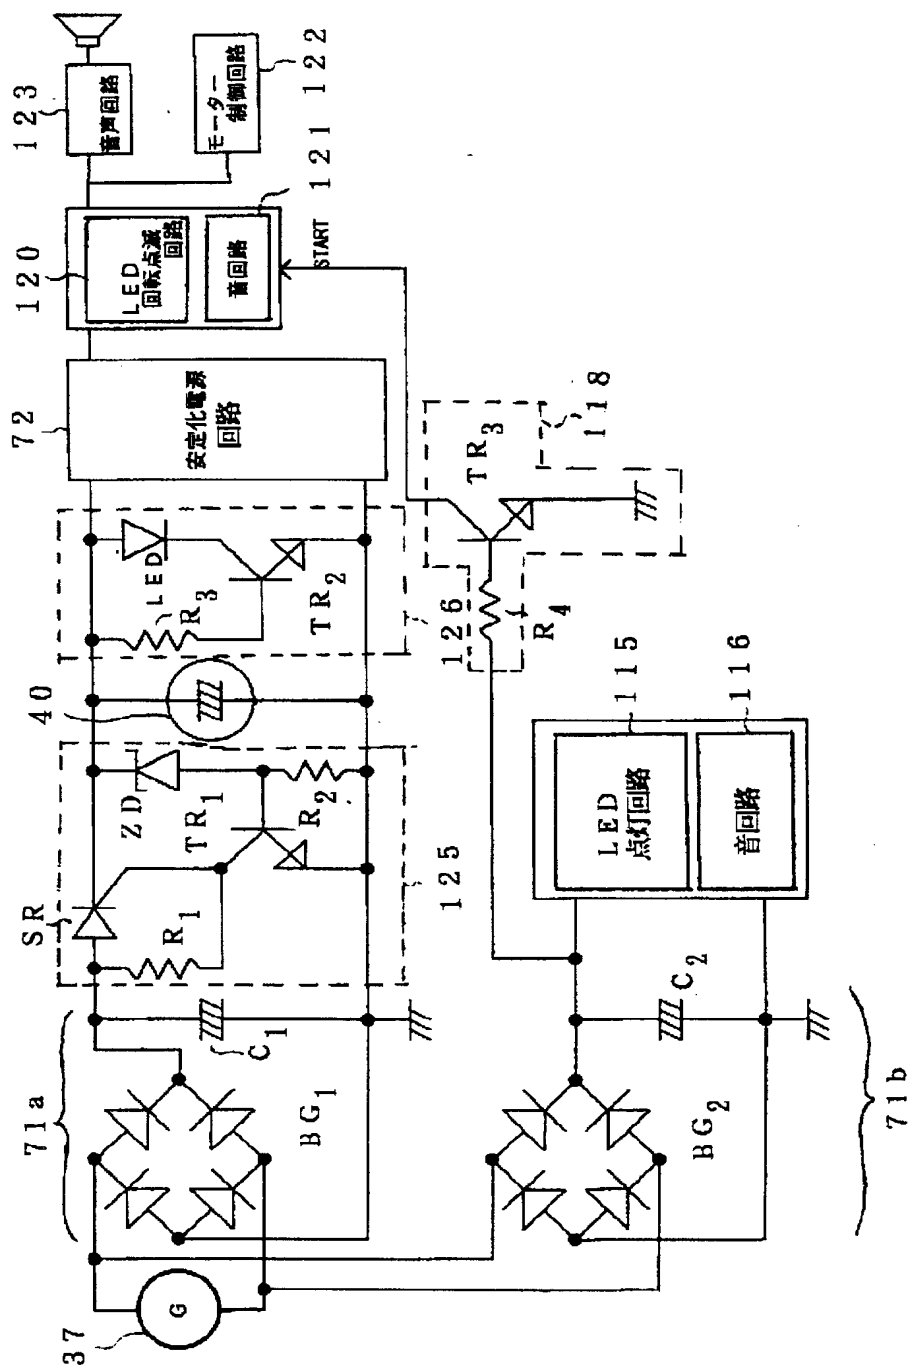 123
音声回路
モーター
制御回路
122
120
LED
回転点滅
回路
音回路
121
START
72
安定化電源
回路
118
TR3
R4
LED
R3
TR2
126
40
ZD
TR1
R2
SR
R1
125
115
LED
点灯回路
116
音回路
C1
C2
71a
BG1
BG2
71b
G
37